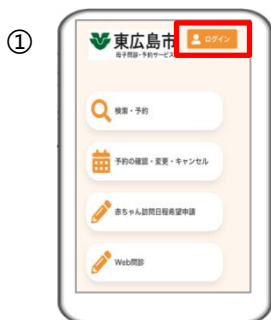 ①
東広島市
母子問診・予約サービス
ログイン
検索・予約
予約の確認・変更・キャンセル
赤ちゃん訪問日程希望申請
Web問診